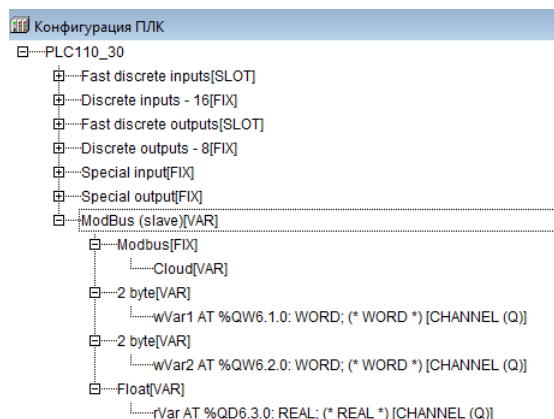 Конфигурация ПЛК
PLC110_30
Fast discrete inputs[SLOT]
Discrete inputs - 16[FIX]
Fast discrete outputs[SLOT]
Discrete outputs - 8[FIX]
Special input[FIX]
Special output[FIX]
ModBus (slave)[VAR]
Modbus[FIX]
Cloud[VAR]
2 byte[VAR]
wVar1 AT %QW6.1.0: WORD; (* WORD *) [CHANNEL (Q)]
2 byte[VAR]
wVar2 AT %QW6.2.0: WORD; (* WORD *) [CHANNEL (Q)]
Float[VAR]
rVar AT %QD6.3.0: REAL; (* REAL *) [CHANNEL (Q)]